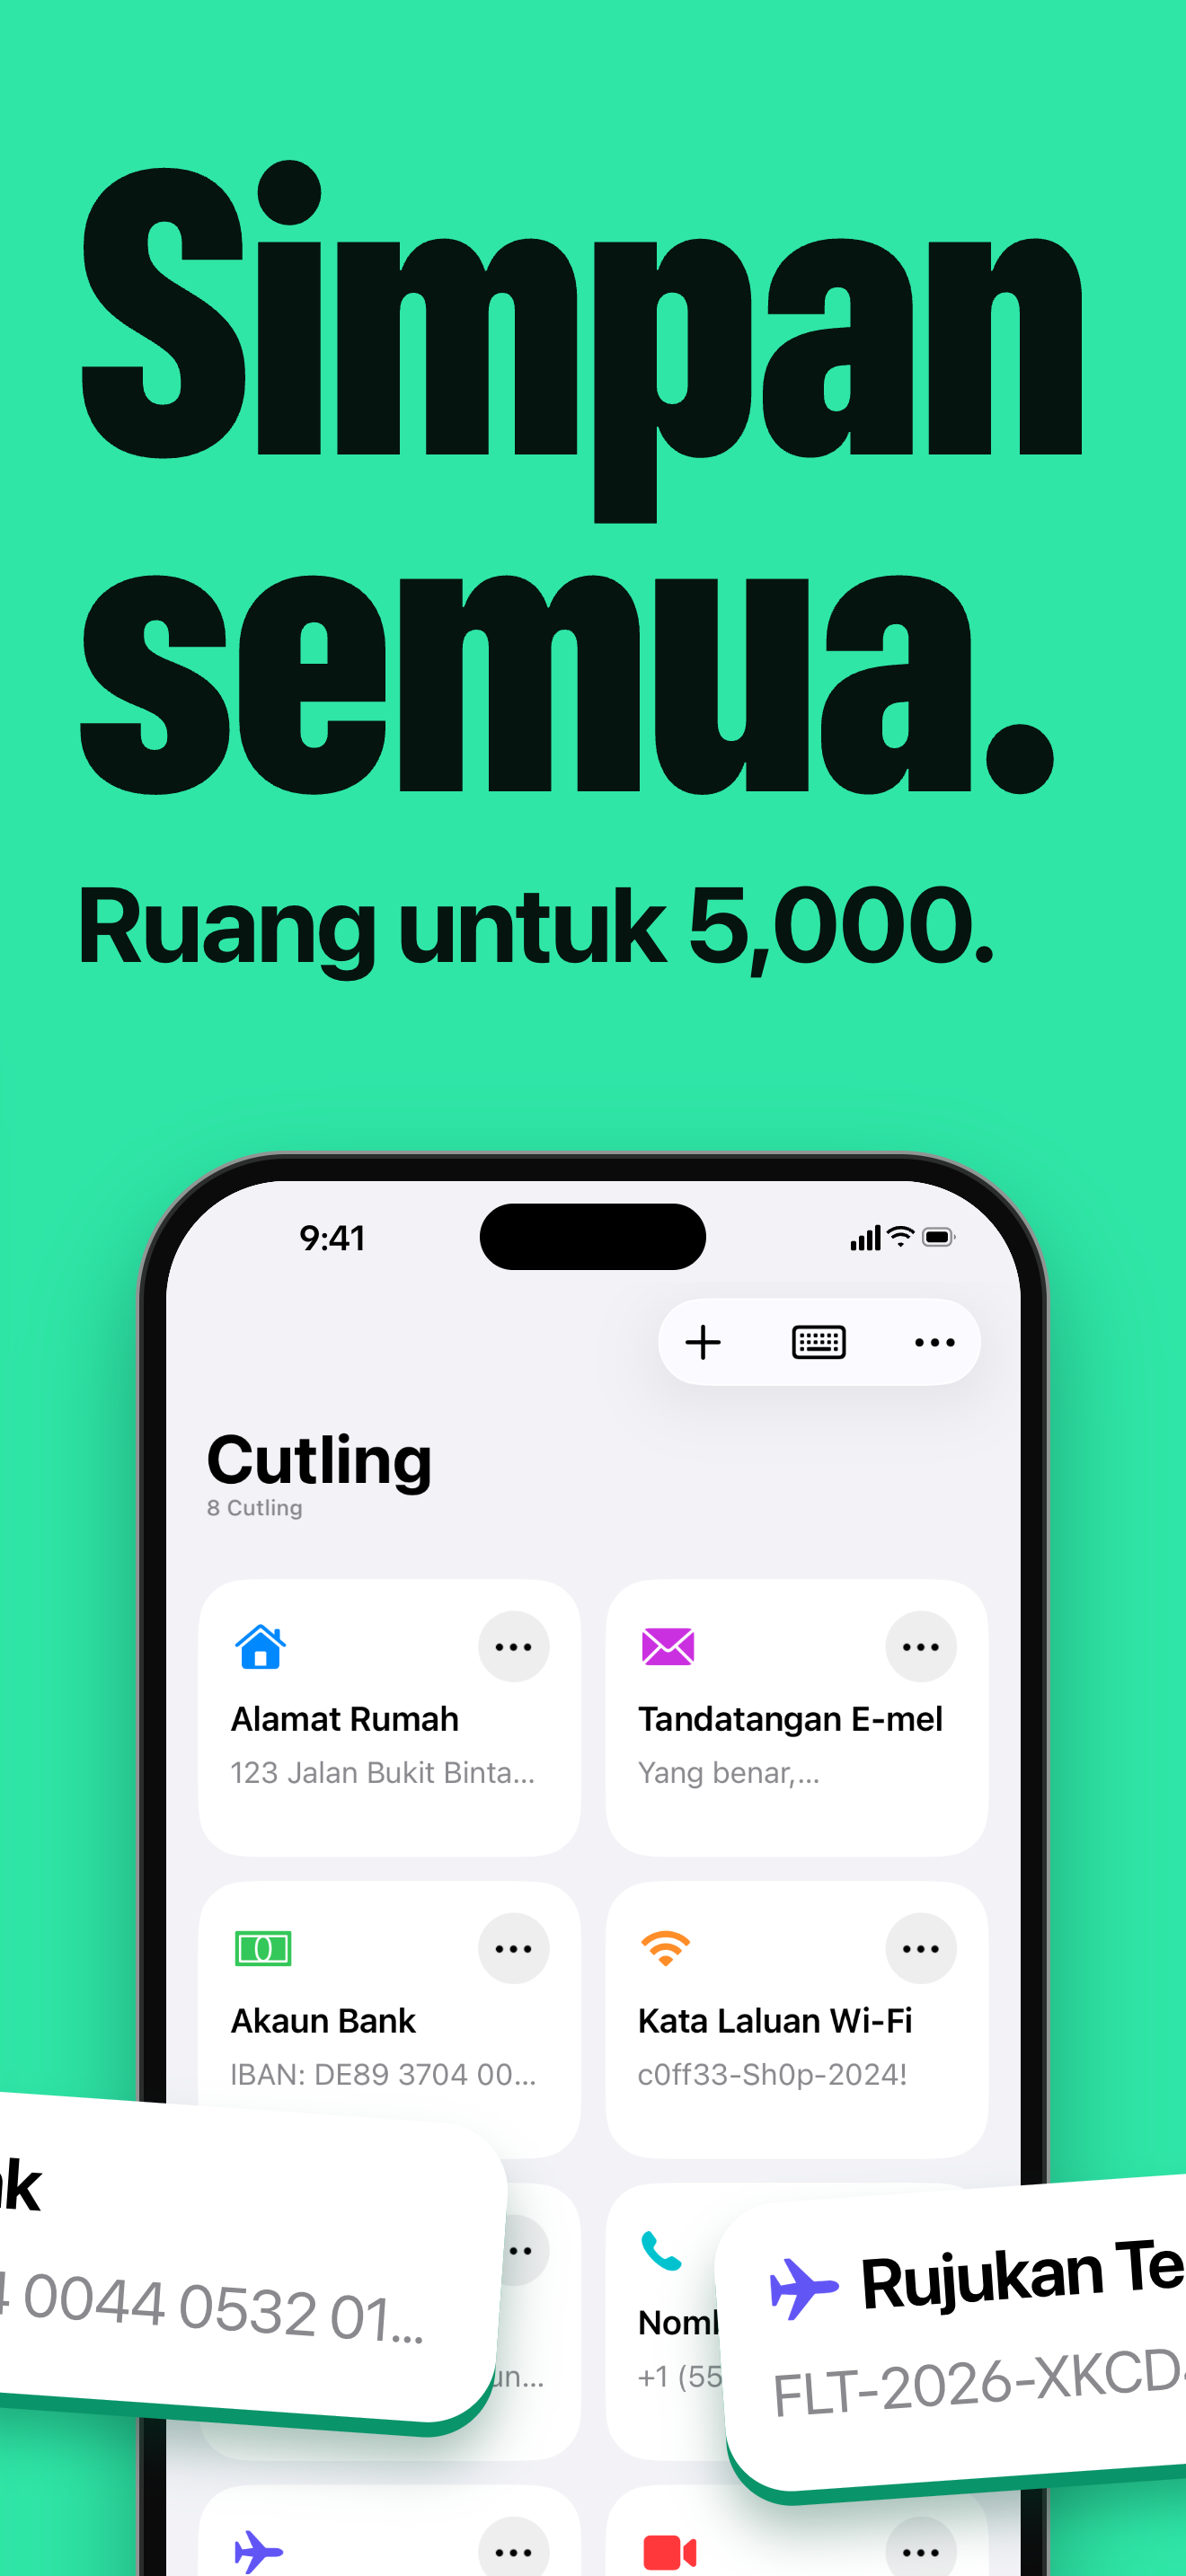 Simpan
semua.
Ruang untuk 5,000.
9:41
Cutling
8 Cutling
Alamat Rumah
123 Jalan Bukit Binta...
Tandatangan E-mel
Yang benar,...
Akaun Bank
IBAN: DE89 3704 00...
Kata Laluan Wi-Fi
c0ff33-Sh0p-2024!
0044 0532 01...
+1 (55
Rujukan
FLT-2026-XKCD